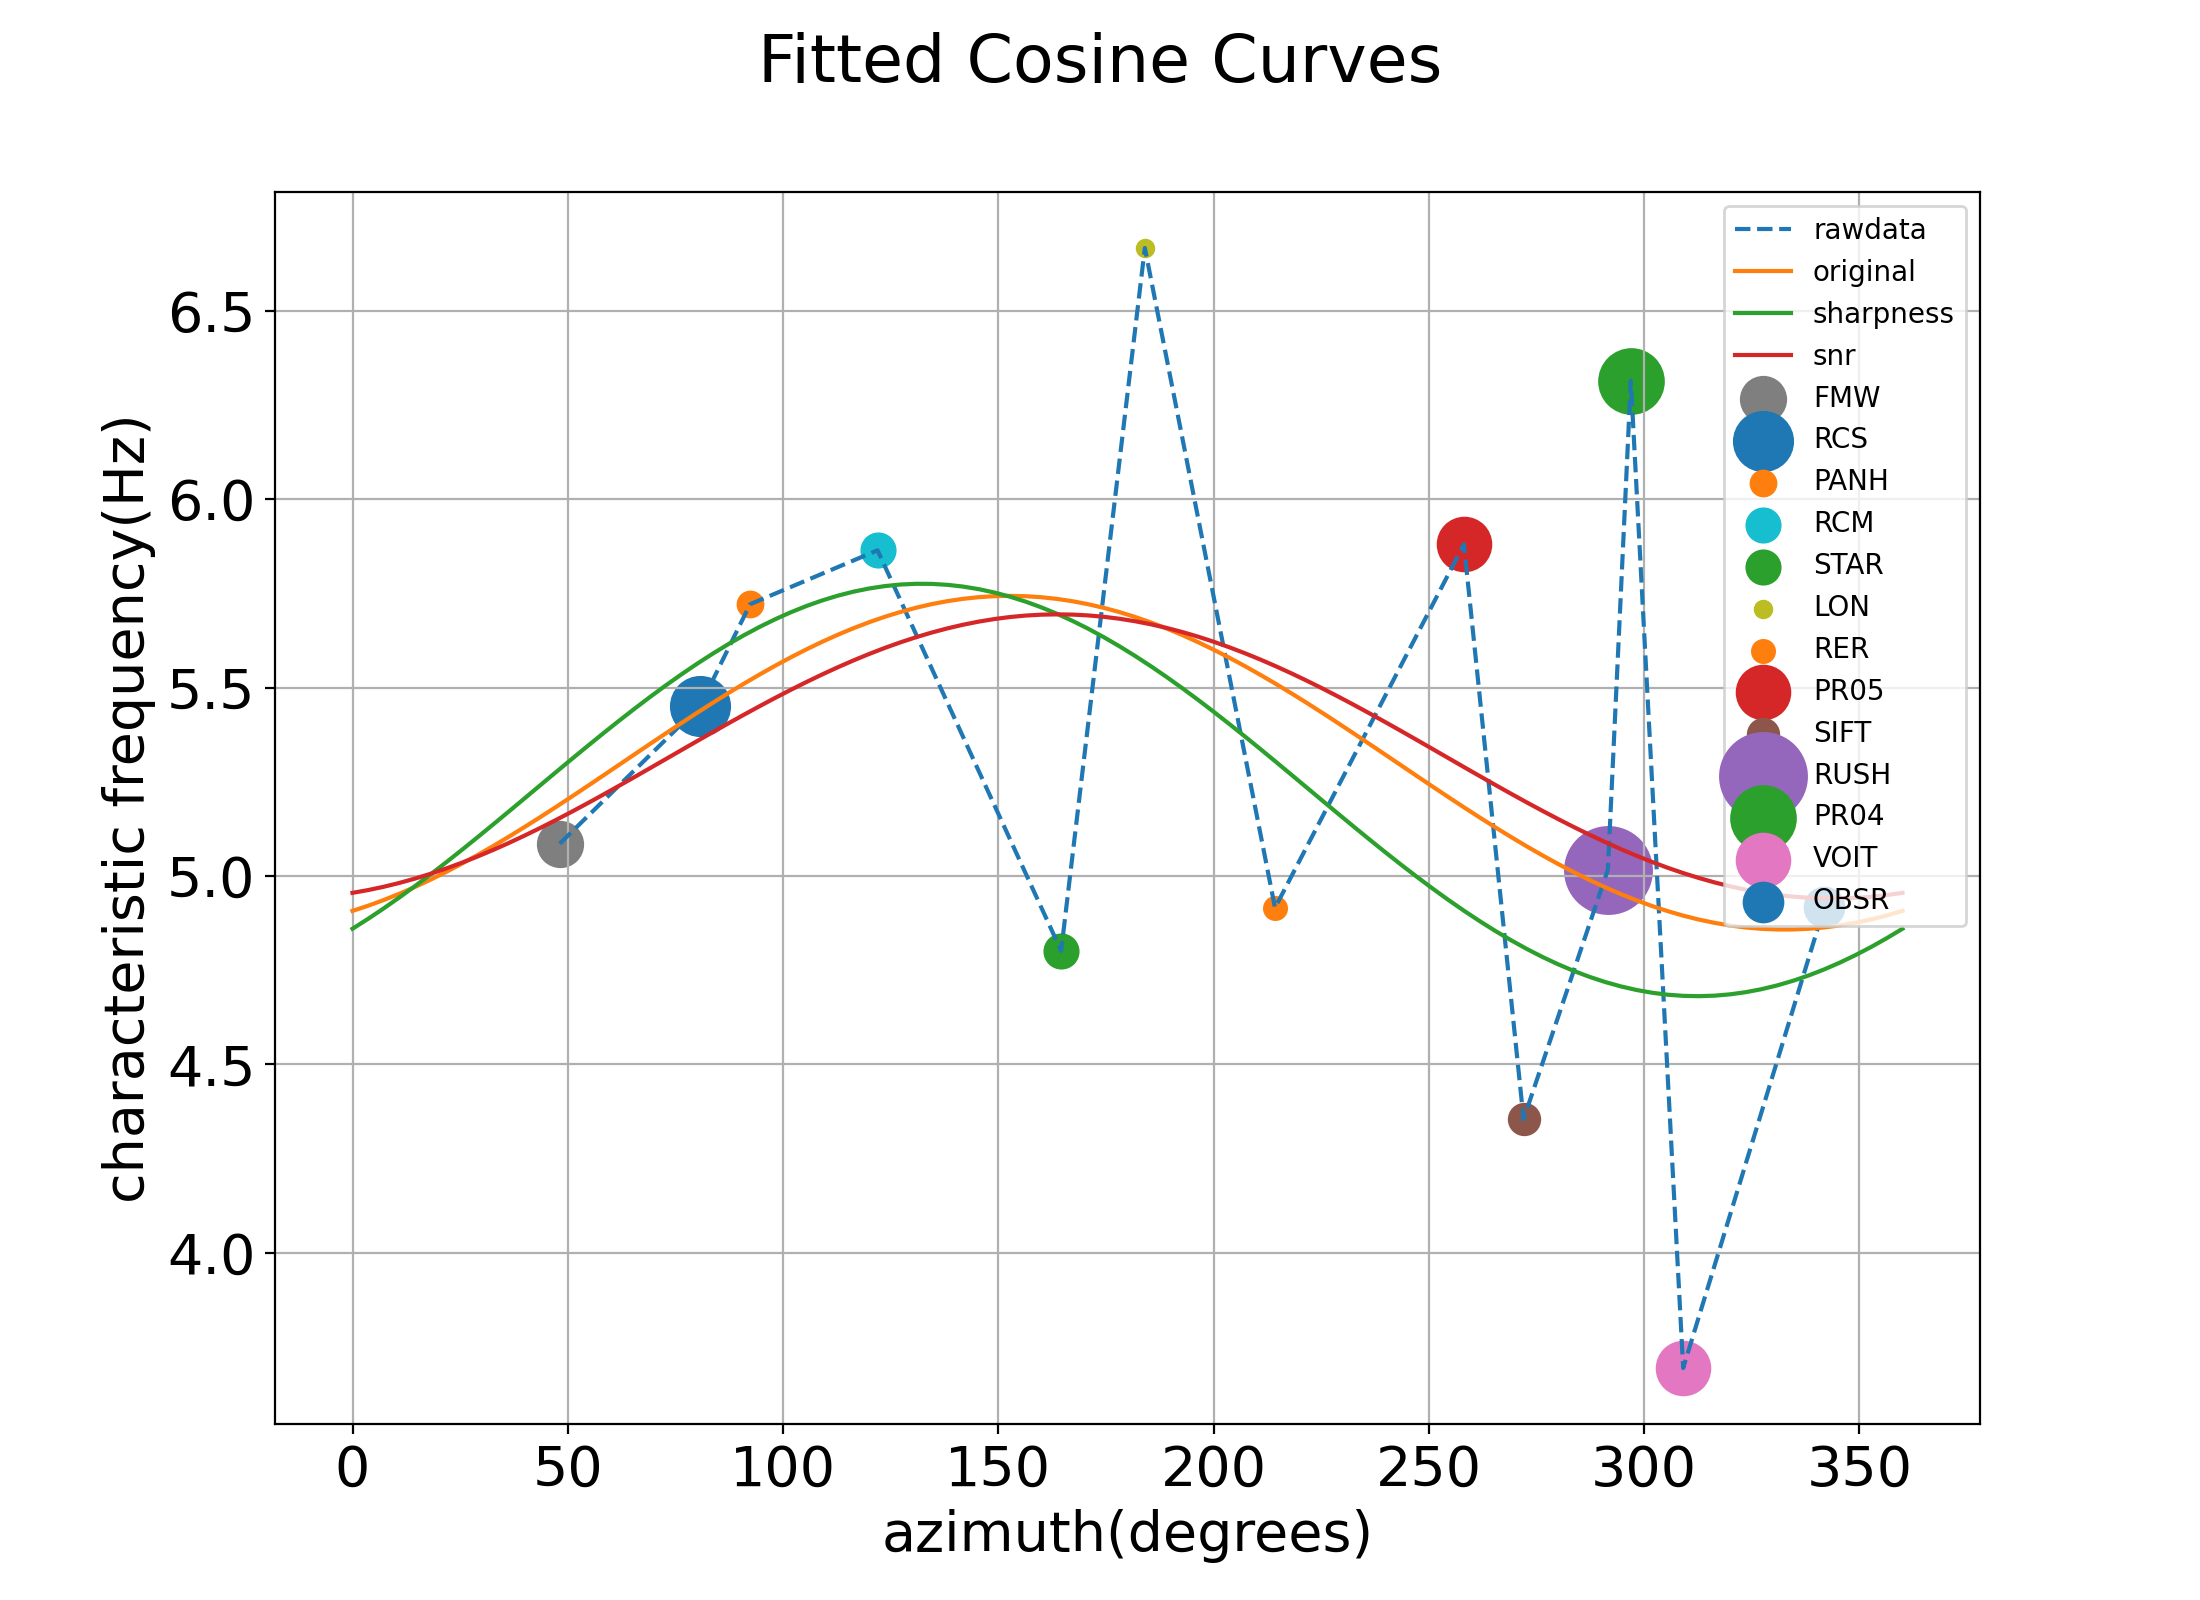 Fitted Cosine Curves
characteristic frequency(Hz)
6.5
6.0
5.5
5.0
4.5
4.0
rawdata
original
sharpness
snr
FMW
RCS
PANH
RCM
STAR
LON
RER
PR05
SIFT
RUSH
PR04
VOIT
OBSR
0 50 100 150 200 250 300 350
azimuth(degrees)